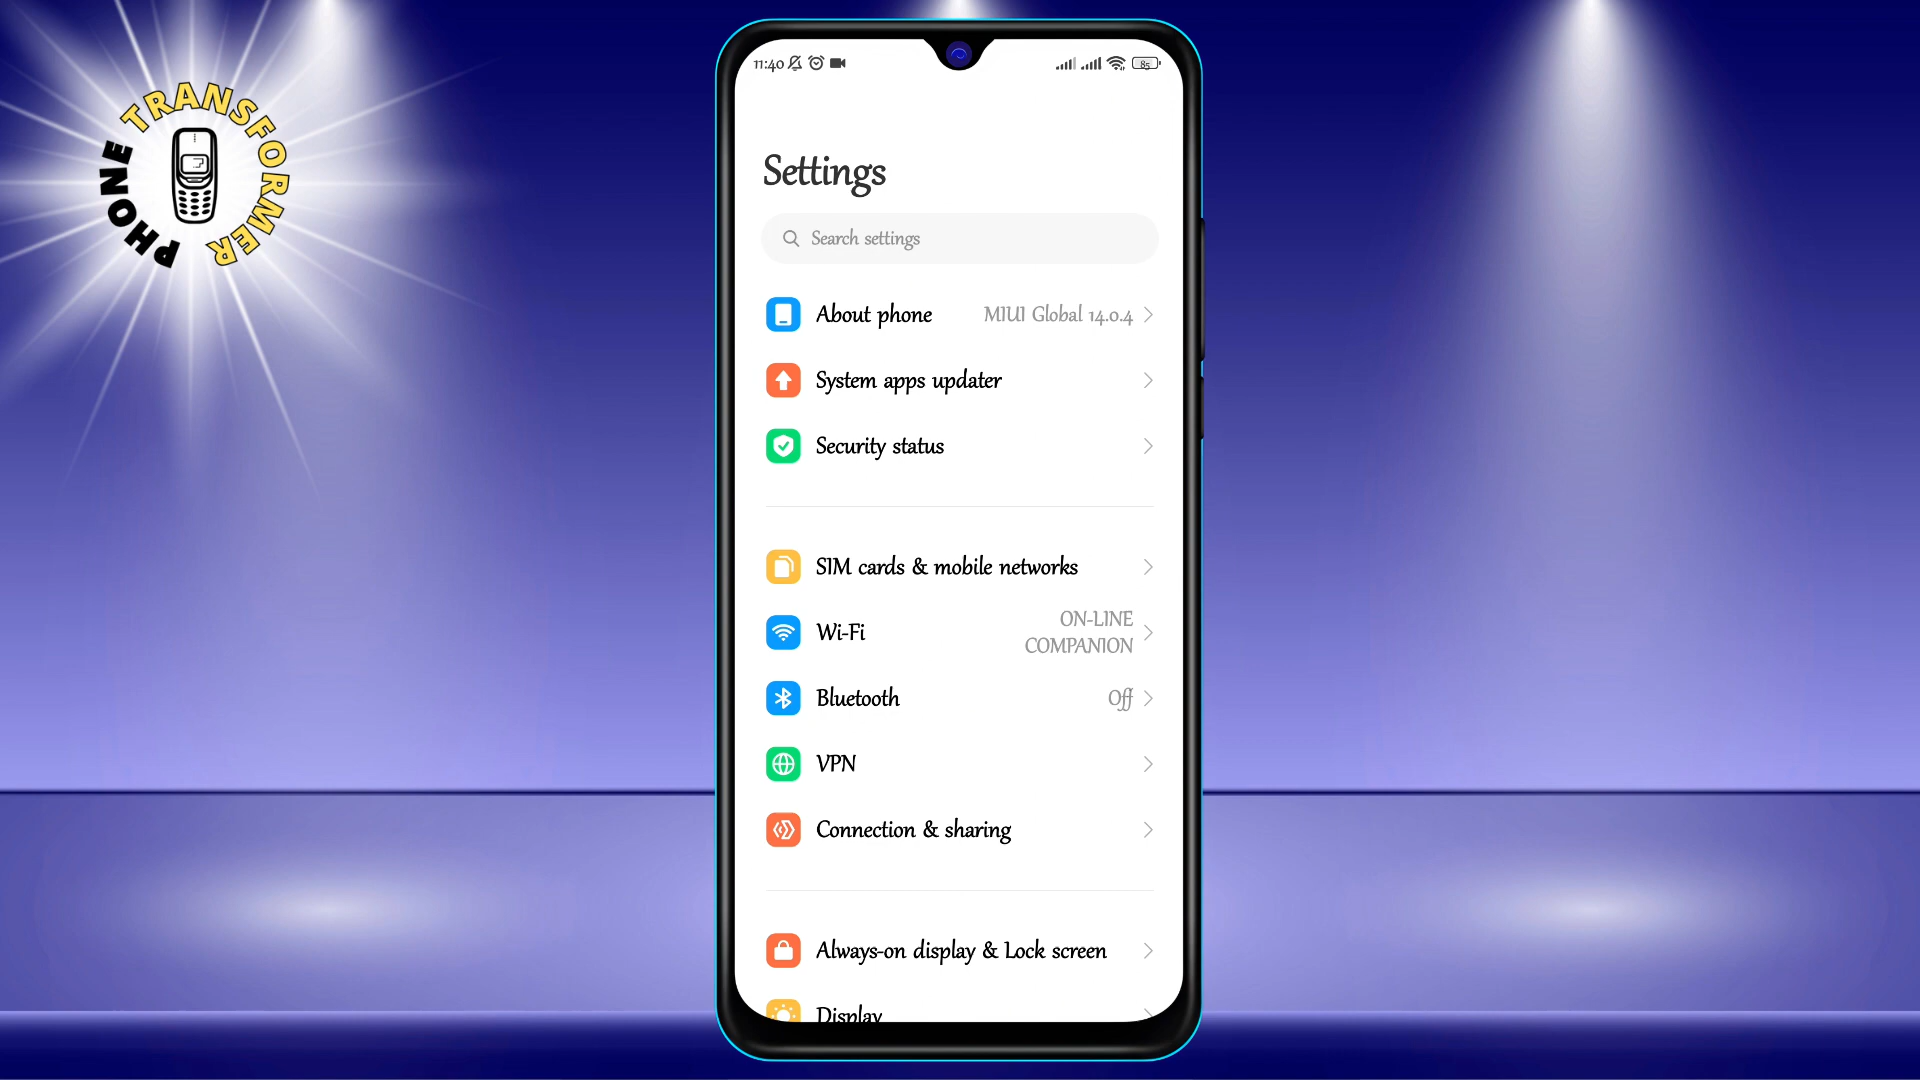 PHONE TRANSFORMER
11:40
85
Settings
Search settings
About phone
MIUI Global 14.0.4
System apps updater
Security status
SIM cards & mobile networks
Wi-Fi
ON-LINE
COMPANION
Bluetooth
Off
VPN
Connection & sharing
Always-on display & Lock screen
Display